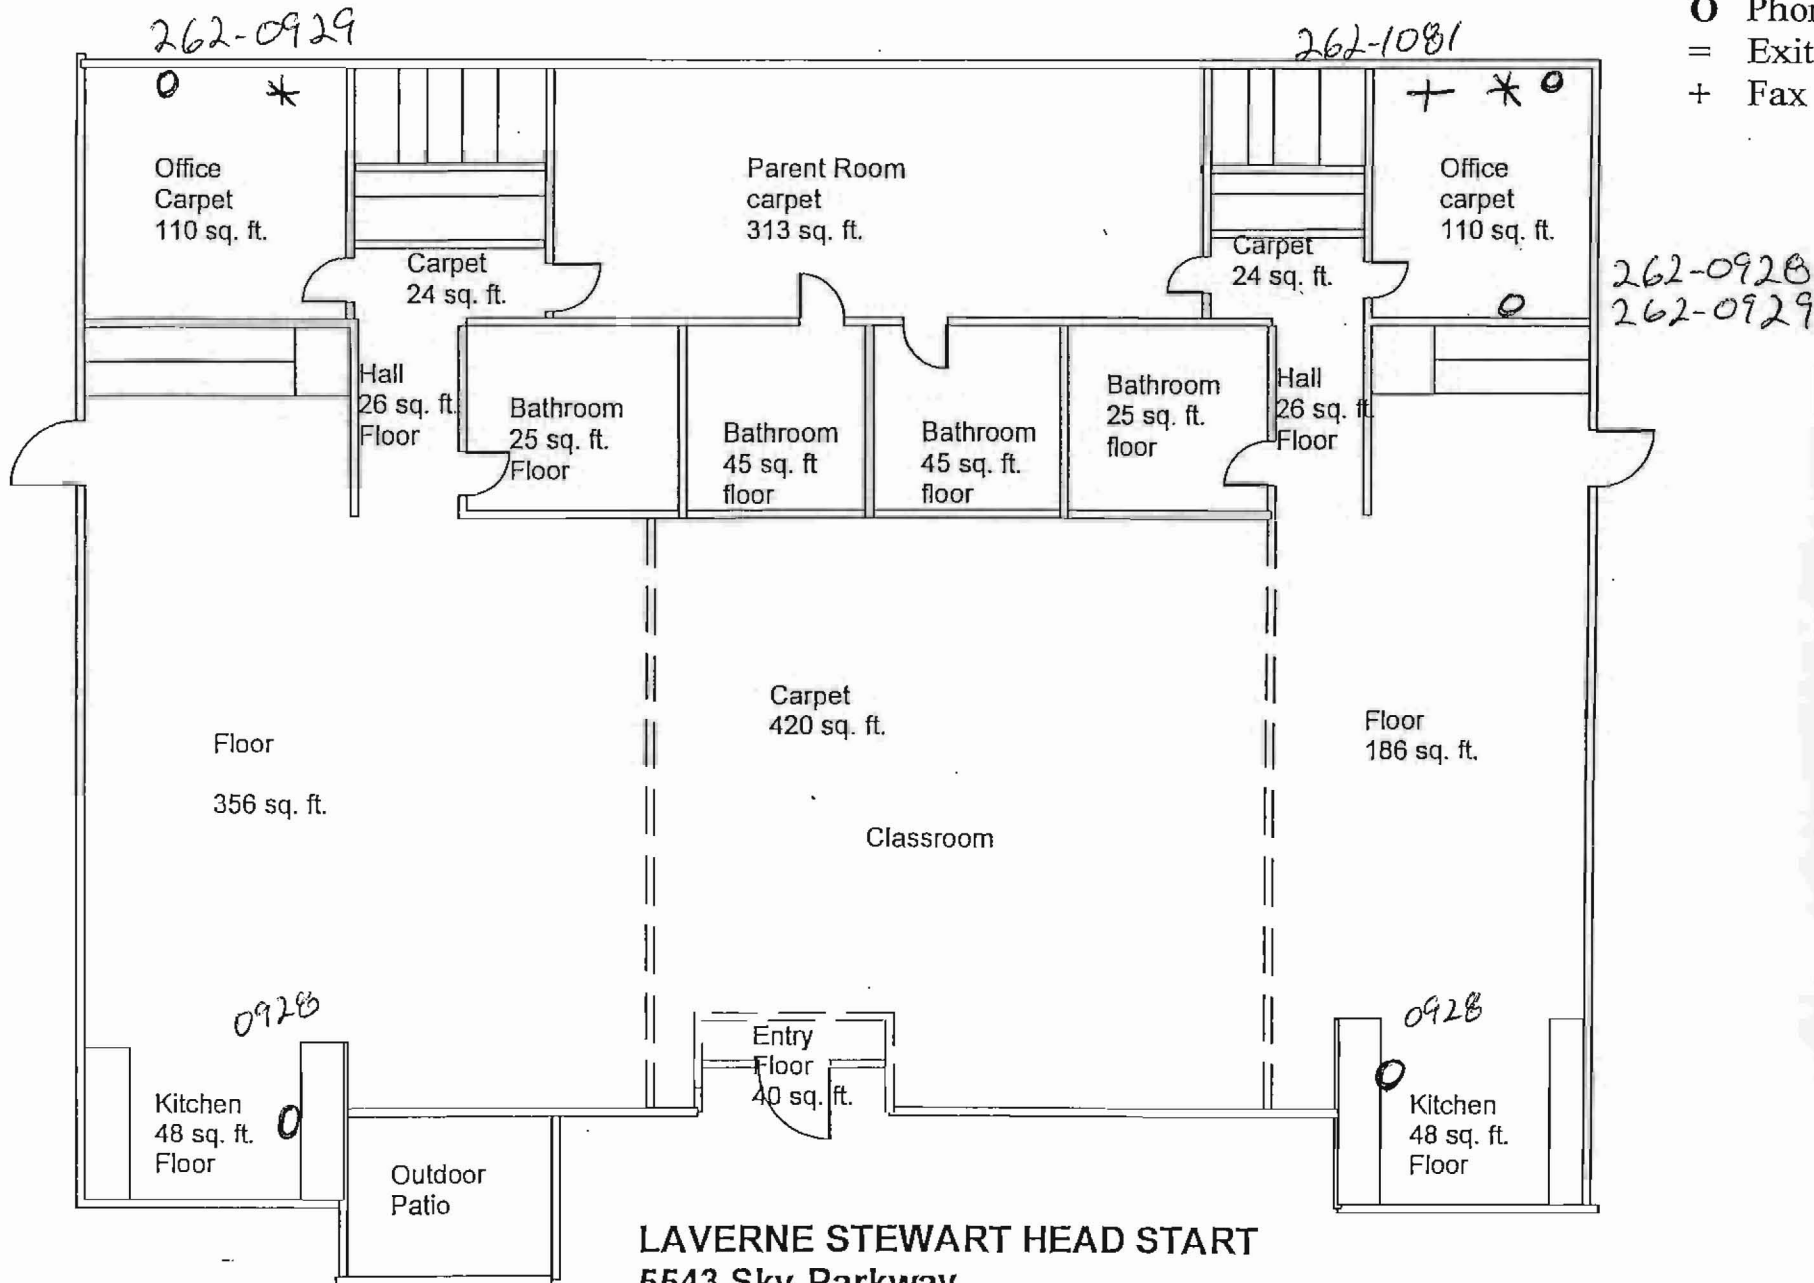 262-0929
262-1081
O Phon
= Exit
+ Fax
O *
+ * O
Office
Carpet
110 sq. ft.
Parent Room
carpet
313 sq. ft.
Office
carpet
110 sq. ft.
Carpet
24 sq. ft.
Carpet
24 sq. ft.
262-0928
262-0929
O
Hall
26 sq. ft.
Floor
Bathroom
25 sq. ft.
Floor
Bathroom
45 sq. ft
floor
Bathroom
45 sq. ft.
floor
Bathroom
25 sq. ft.
floor
Hall
26 sq. ft.
Floor
Floor
356 sq. ft.
Carpet
420 sq. ft.
Classroom
Floor
186 sq. ft.
0928
Kitchen
48 sq. ft.
Floor
O
Entry
Floor
40 sq. ft.
0928
O
Kitchen
48 sq. ft.
Floor
Outdoor
Patio
LAVERNE STEWART HEAD START
5543 Sky Parkway